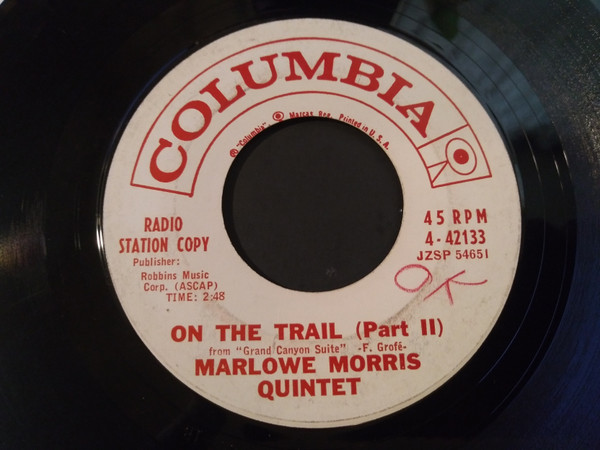 COLUMBIA
® "Columbia", Marcas Reg. Printed in U.S.A.
RADIO
STATION COPY
Publisher:
Robbins Music
Corp. (ASCAP)
TIME: 2:48
45 RPM
4-42133
JZSP 54651
OK
ON THE TRAIL (Part II)
from "Grand Canyon Suite" -F. Grofé-
MARLOWE MORRIS
QUINTET